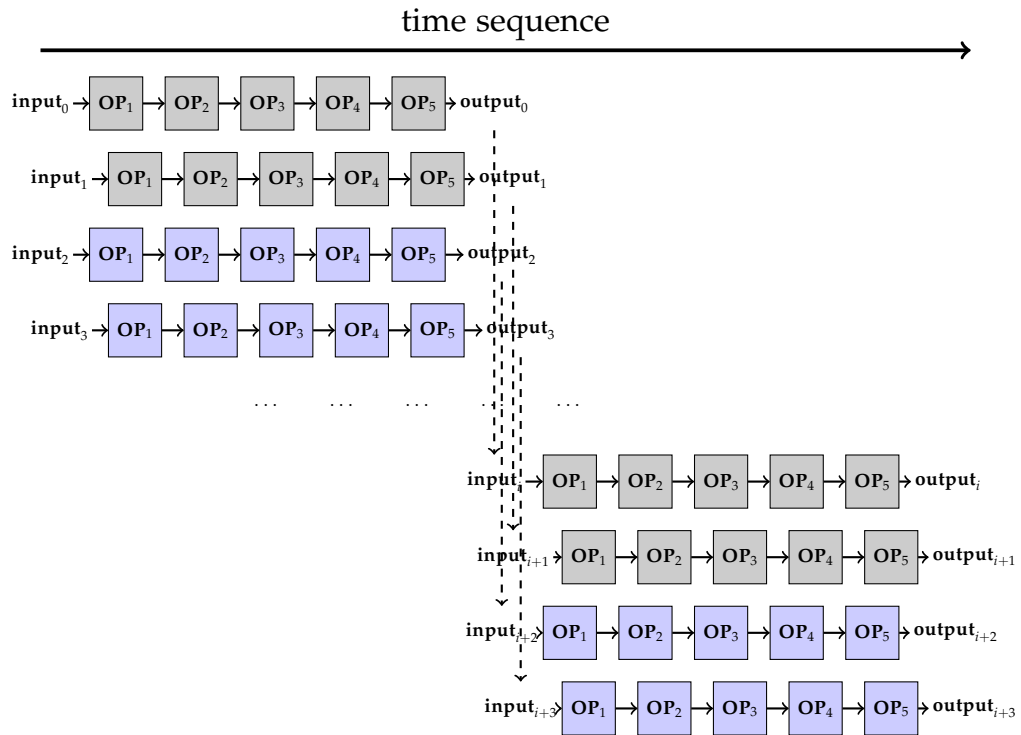 time sequence
input₀ OP₁ OP₂ OP₃ OP₄ OP₅ output₀
input₁ OP₁ OP₂ OP₃ OP₄ OP₅ output₁
input₂ OP₁ OP₂ OP₃ OP₄ OP₅ output₂
input₃ OP₁ OP₂ OP₃ OP₄ OP₅ output₃
... ... ... ... ...
inputᵢ OP₁ OP₂ OP₃ OP₄ OP₅ outputᵢ
inputᵢ₊₁ OP₁ OP₂ OP₃ OP₄ OP₅ outputᵢ₊₁
inputᵢ₊₂ OP₁ OP₂ OP₃ OP₄ OP₅ outputᵢ₊₂
inputᵢ₊₃ OP₁ OP₂ OP₃ OP₄ OP₅ outputᵢ₊₃